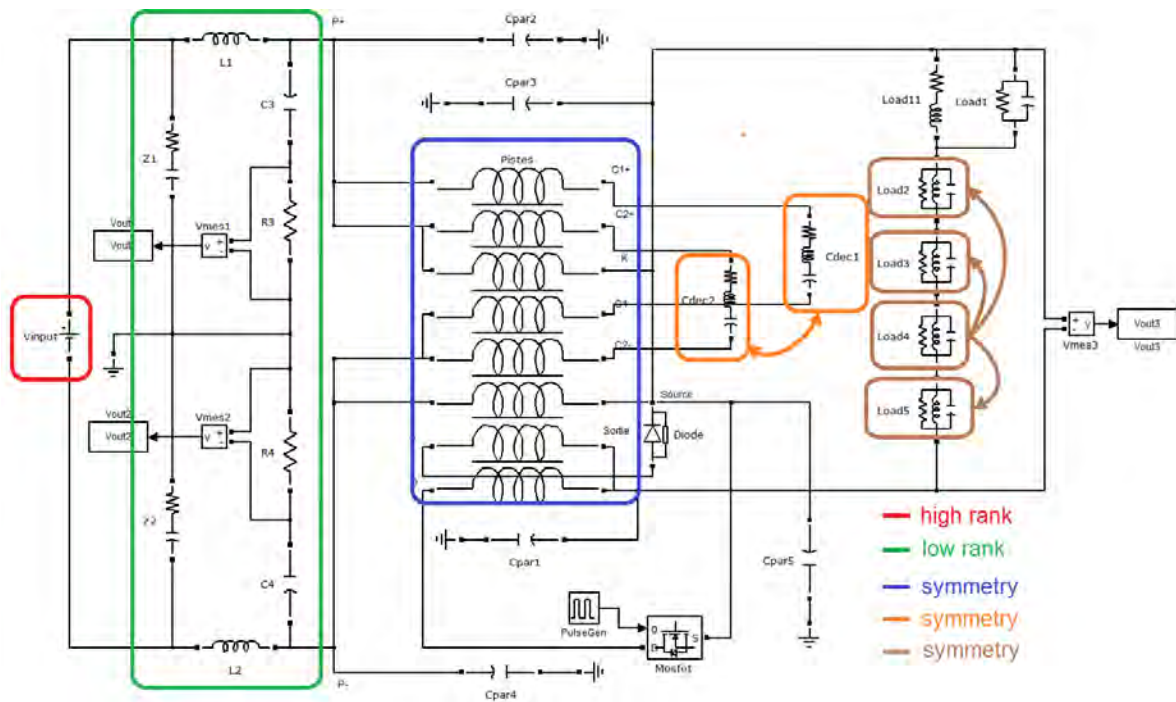 P+
Cpar2
L1
Cpar3
C3
Load11
Load1
Z1
Pistes
C1+
Load2
C2+
Vout
Vout
Vmes1
v
+
-
R3
K
Load3
Cdec1
Vinput
Cdec2
C1-
Load4
+
-
v
Vout3
Vmes3
Vout3
C2-
Load5
Source
Vout2
Vout2
Vmes2
v
+
-
Sortie
Diode
R4
Z2
high rank
low rank
Cpar1
Cpar5
symmetry
C4
symmetry
PulseGen
S
Mosfet
symmetry
L2
P-
Cpar4